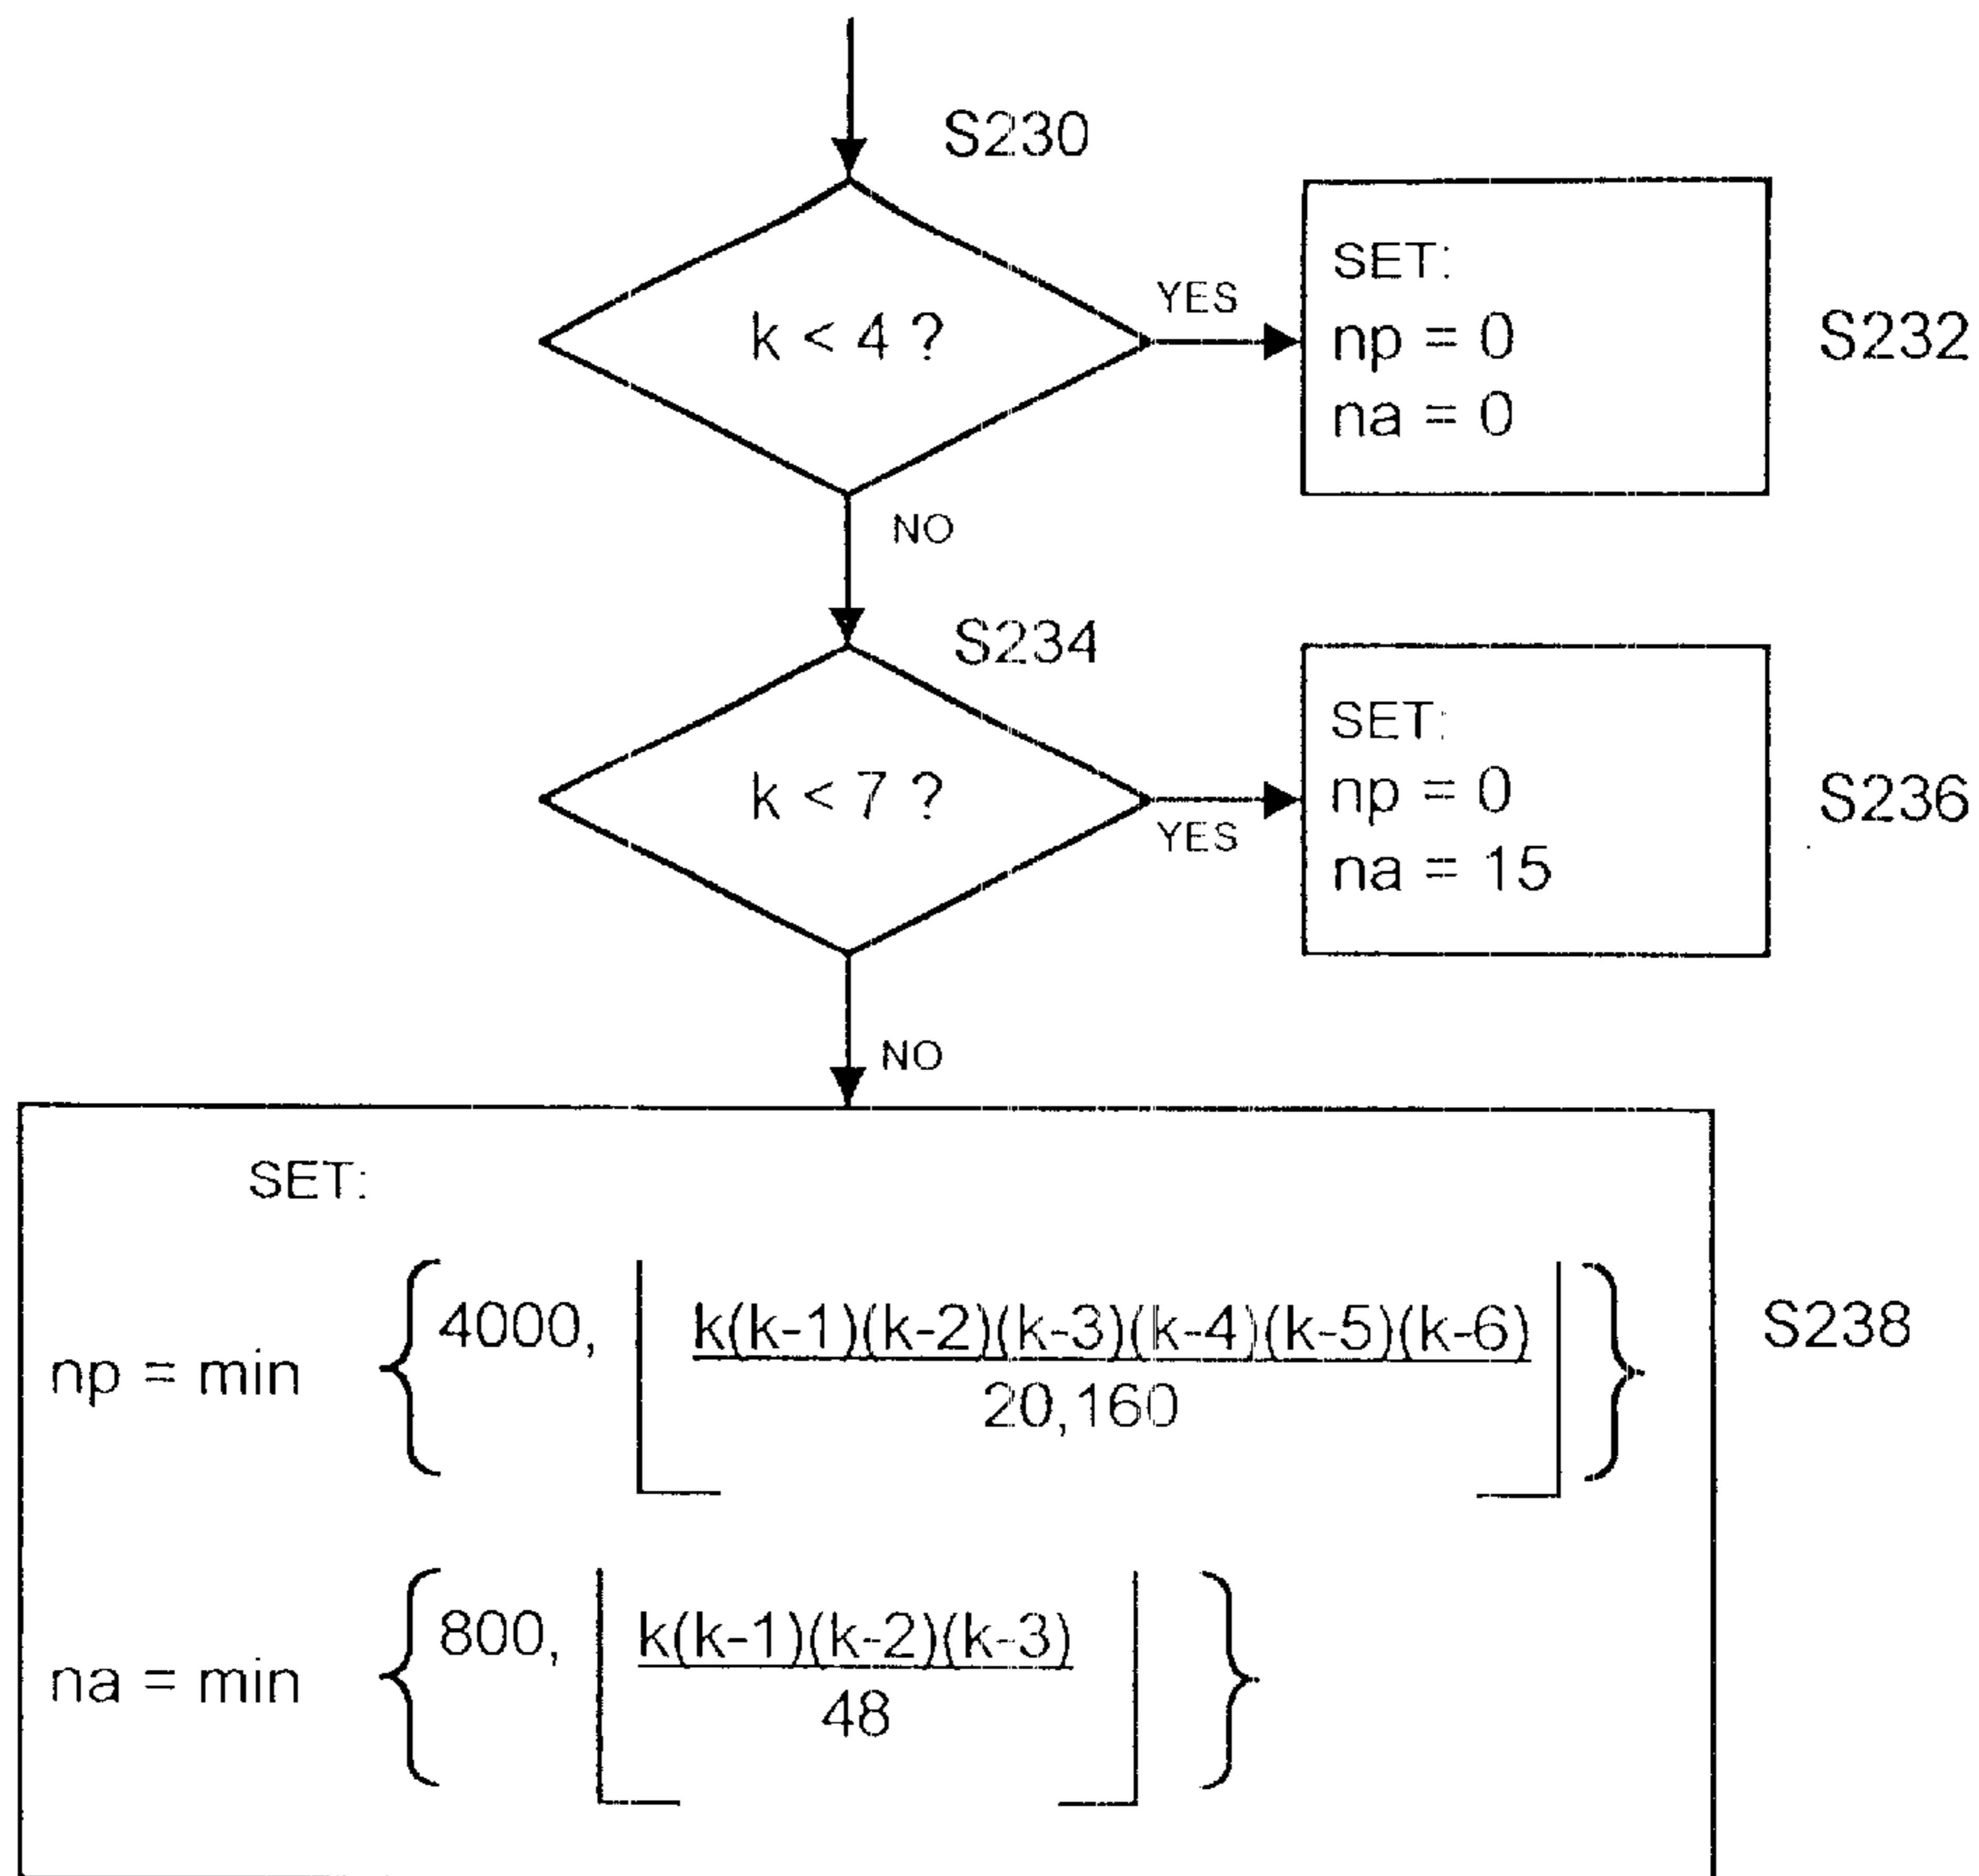 S230
k < 4 ?
YES
SET:
np = 0
na = 0
S232
NO
S234
k < 7 ?
YES
SET:
np = 0
na = 15
S236
NO
SET:
np = min { 4000, ⌊ k(k-1)(k-2)(k-3)(k-4)(k-5)(k-6)
20,160 ⌋ }
S238
na = min { 800, ⌊ k(k-1)(k-2)(k-3)
48 ⌋ }